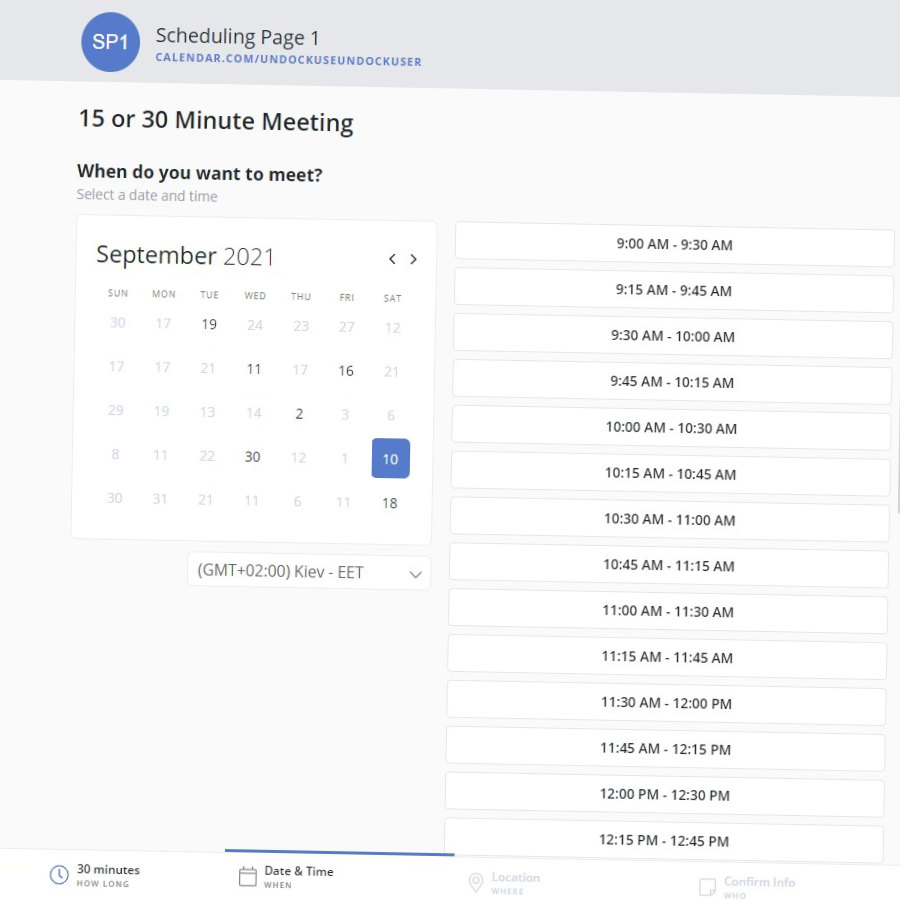 SP1
Scheduling Page 1
CALENDAR.COM/UNDOCKUSEUNDOCKUSER
15 or 30 Minute Meeting
When do you want to meet?
Select a date and time
September 2021
SUN MON TUE WED THU FRI SAT
30 17 19 24 23 27 12
17 17 21 11 17 16 21
29 19 13 14 2 3 6
8 11 22 30 12 1 10
30 31 21 11 6 11 18
(GMT+02:00) Kiev - EET
9:00 AM - 9:30 AM
9:15 AM - 9:45 AM
9:30 AM - 10:00 AM
9:45 AM - 10:15 AM
10:00 AM - 10:30 AM
10:15 AM - 10:45 AM
10:30 AM - 11:00 AM
10:45 AM - 11:15 AM
11:00 AM - 11:30 AM
11:15 AM - 11:45 AM
11:30 AM - 12:00 PM
11:45 AM - 12:15 PM
12:00 PM - 12:30 PM
12:15 PM - 12:45 PM
30 minutes
HOW LONG
Date & Time
WHEN
Location
WHERE
Confirm Info
WHO